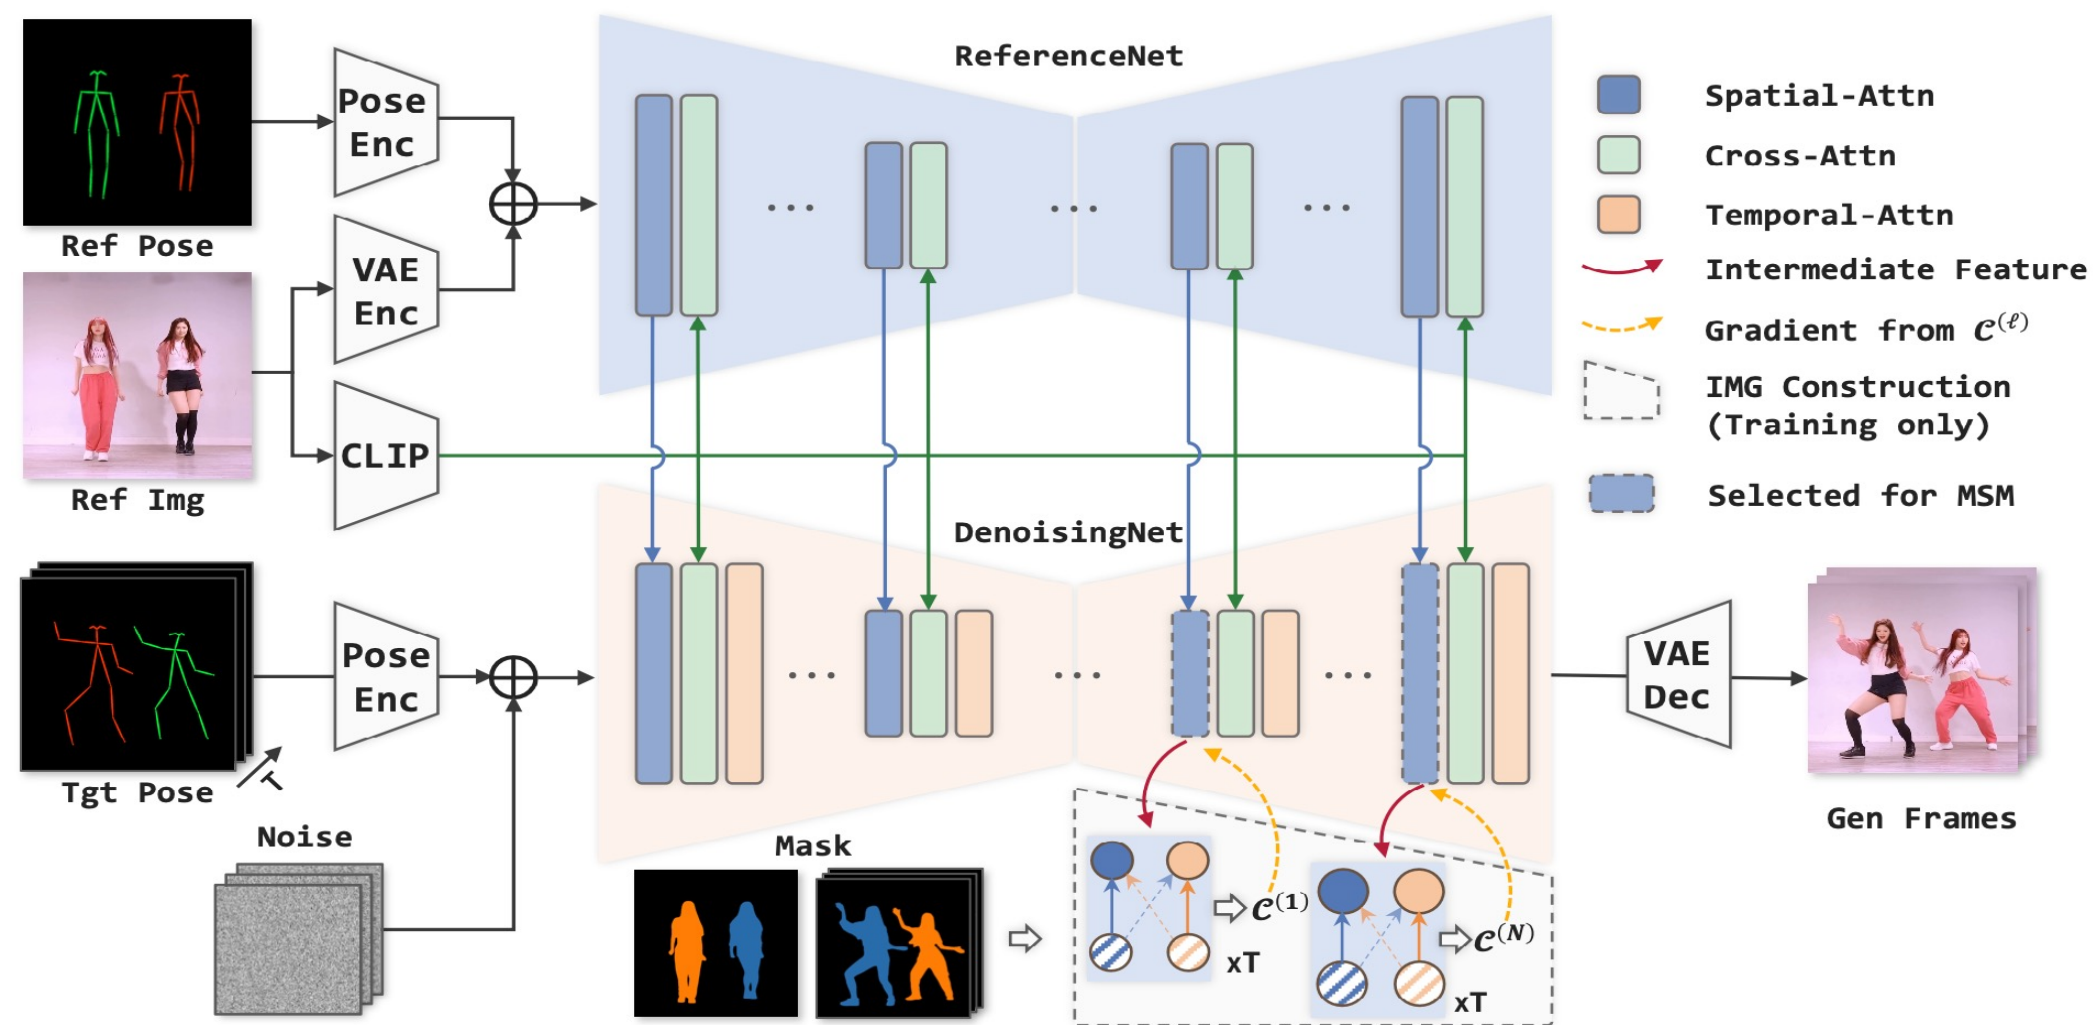 Ref Pose
Pose
Enc
VAE
Enc
Ref Img
CLIP
ReferenceNet
...
...
...
DenoisingNet
...
...
...
Tgt Pose
T
Pose
Enc
Noise
Mask
𝒞(1)
xT
𝒞(N)
xT
VAE
Dec
Gen Frames
Spatial-Attn
Cross-Attn
Temporal-Attn
Intermediate Feature
Gradient from 𝒞(ℓ)
IMG Construction
(Training only)
Selected for MSM